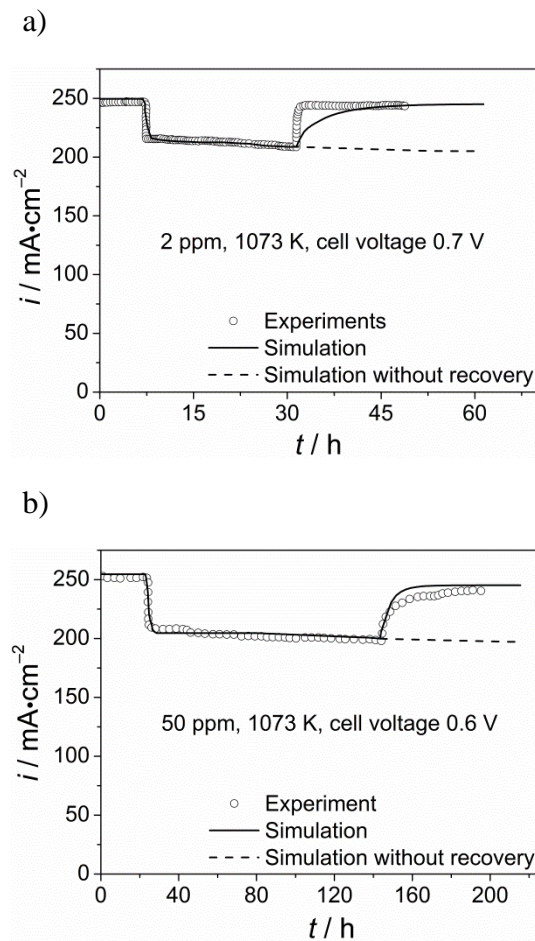 a)
250
200
150
100
50
0
i / mA•cm−2
2 ppm, 1073 K, cell voltage 0.7 V
Experiments
Simulation
Simulation without recovery
0 15 30 45 60
t / h
b)
250
200
150
100
50
0
i / mA•cm−2
50 ppm, 1073 K, cell voltage 0.6 V
Experiment
Simulation
Simulation without recovery
0 40 80 120 160 200
t / h